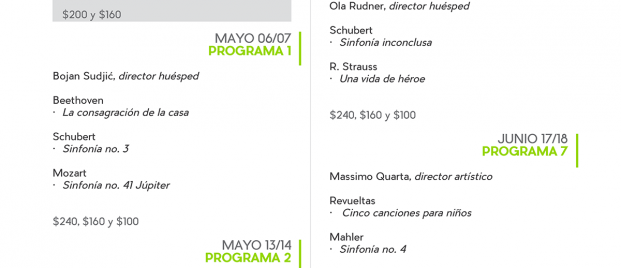 $200 y $160
MAYO 06/07
PROGRAMA 1
Bojan Sudjić, director huésped
Beethoven
· La consagración de la casa
Schubert
· Sinfonía no. 3
Mozart
· Sinfonía no. 41 Júpiter
$240, $160 y $100
MAYO 13/14
PROGRAMA 2
Ola Rudner, director huésped
Schubert
· Sinfonía inconclusa
R. Strauss
· Una vida de héroe
$240, $160 y $100
JUNIO 17/18
PROGRAMA 7
Massimo Quarta, director artístico
Revueltas
· Cinco canciones para niños
Mahler
· Sinfonía no. 4